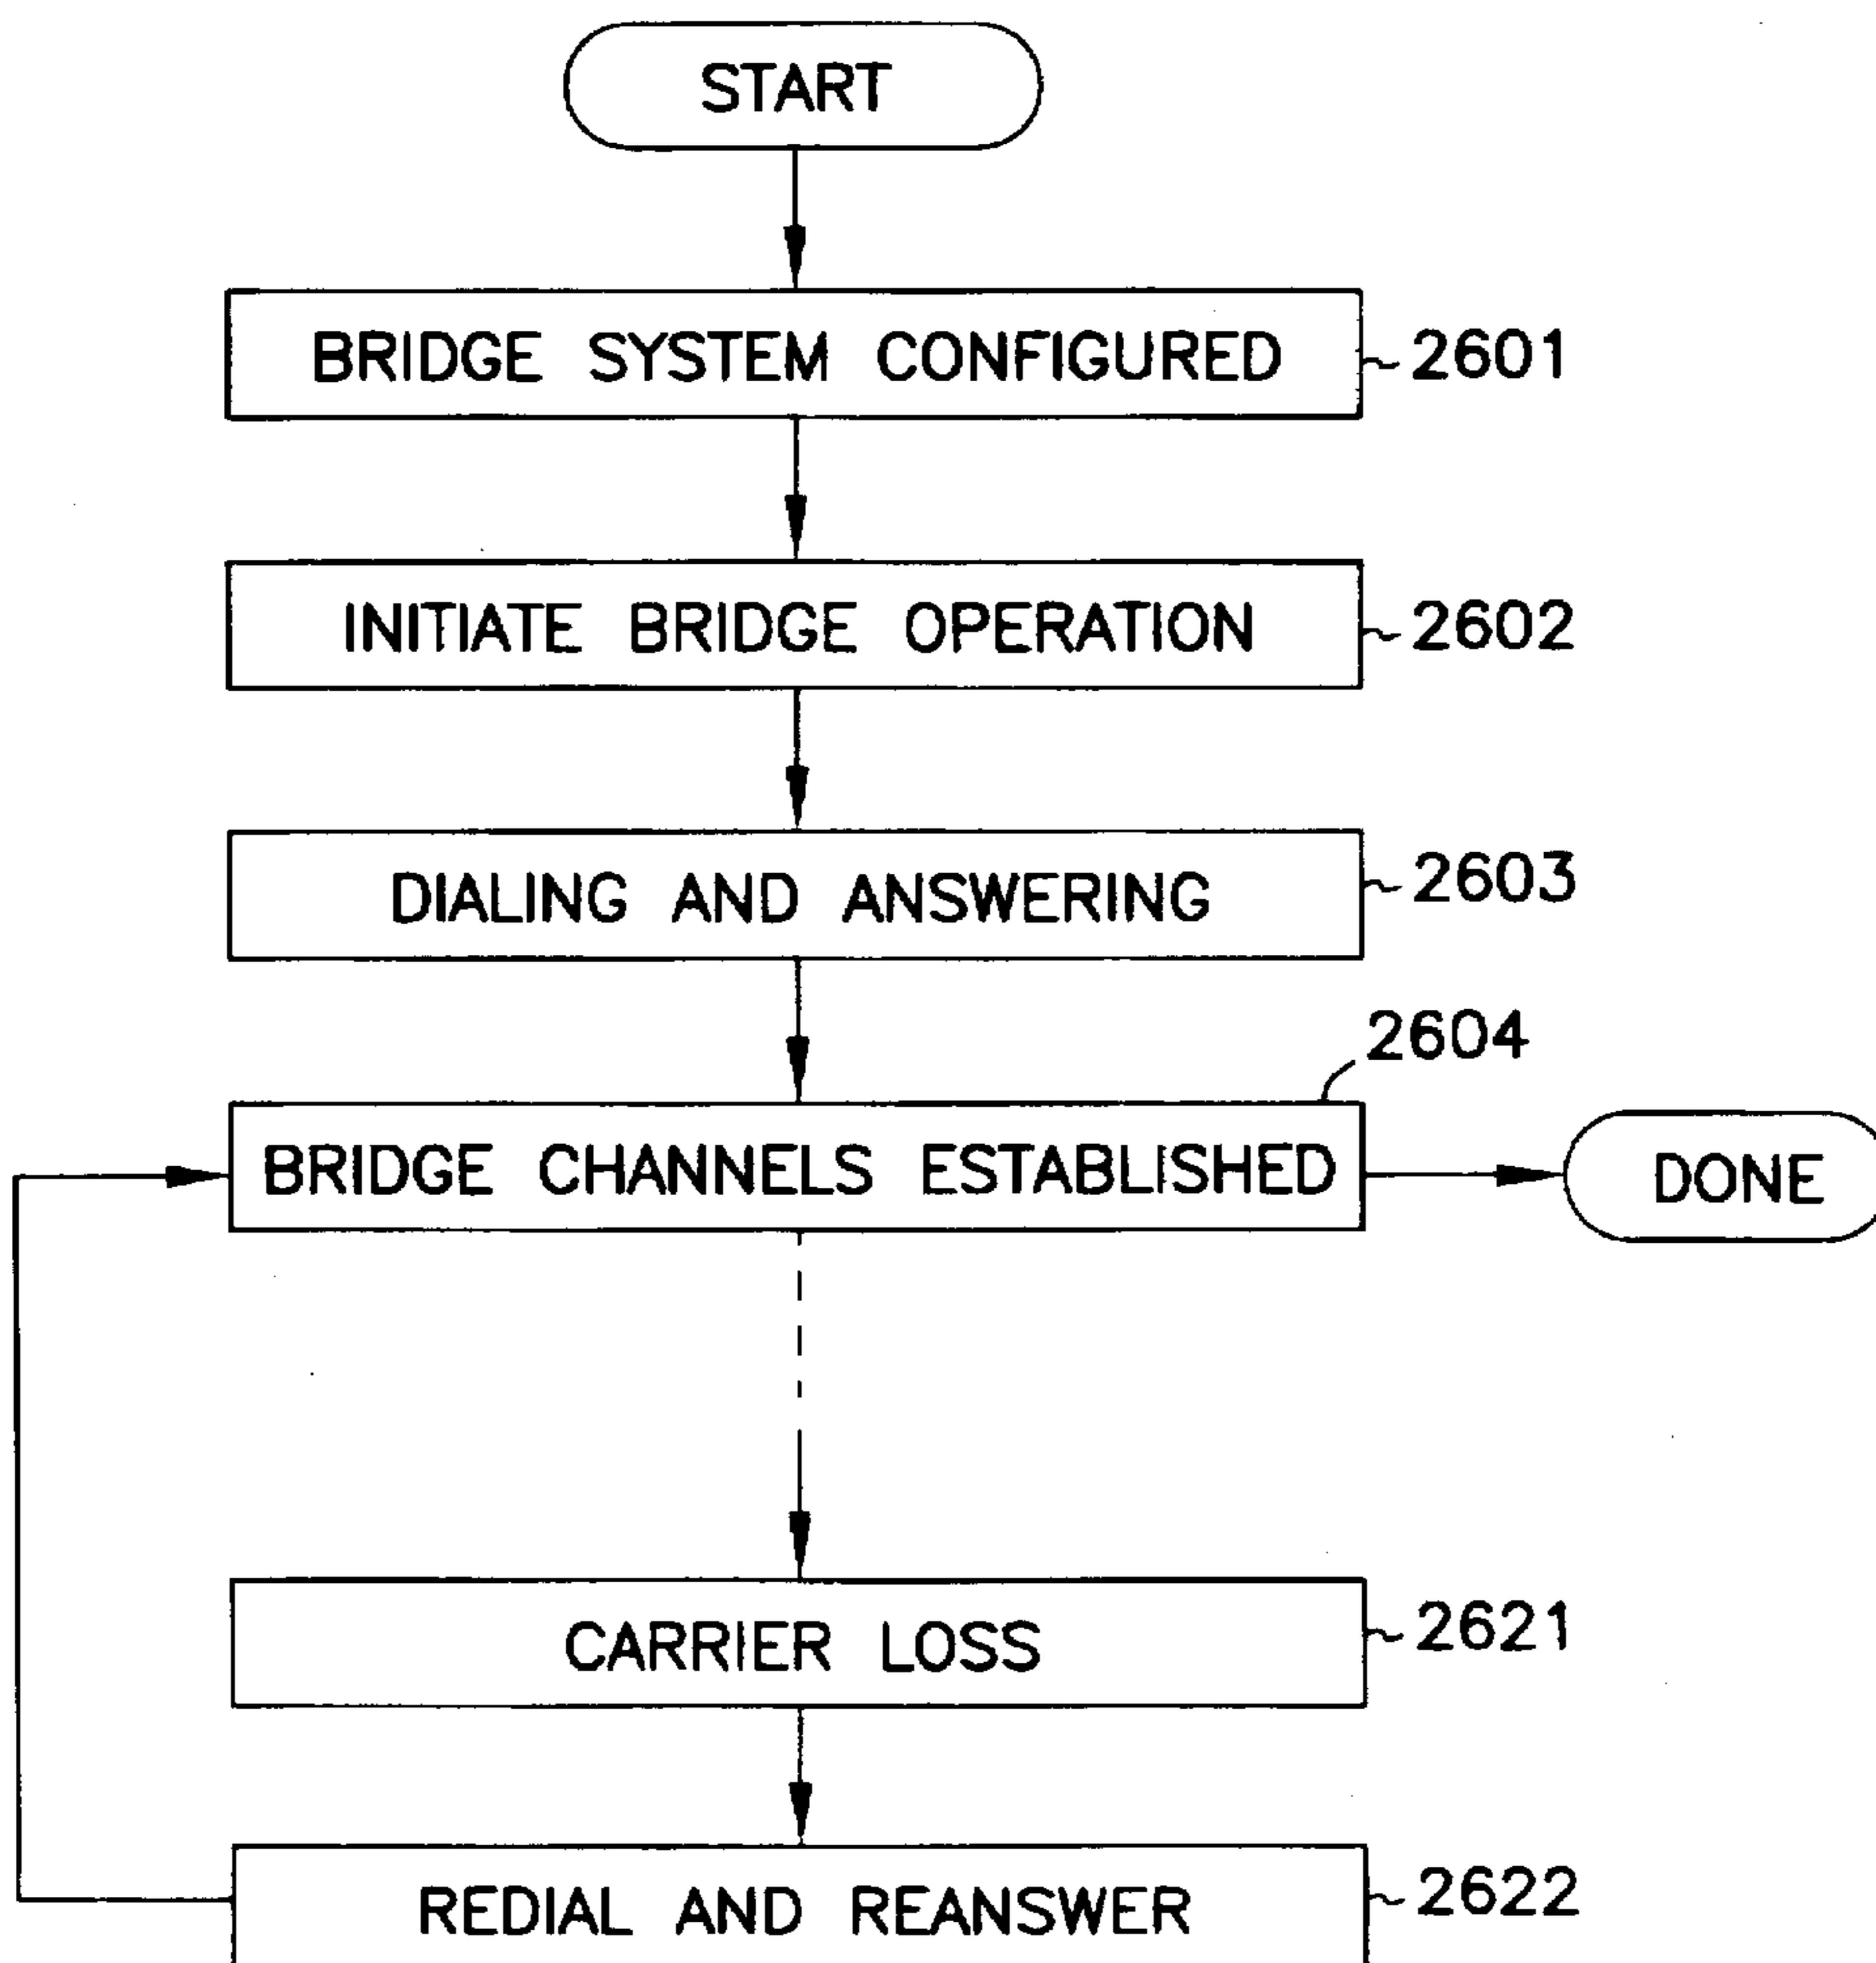 START
BRIDGE SYSTEM CONFIGURED 2601
INITIATE BRIDGE OPERATION 2602
DIALING AND ANSWERING 2603
2604
BRIDGE CHANNELS ESTABLISHED DONE
CARRIER LOSS 2621
REDIAL AND REANSWER 2622